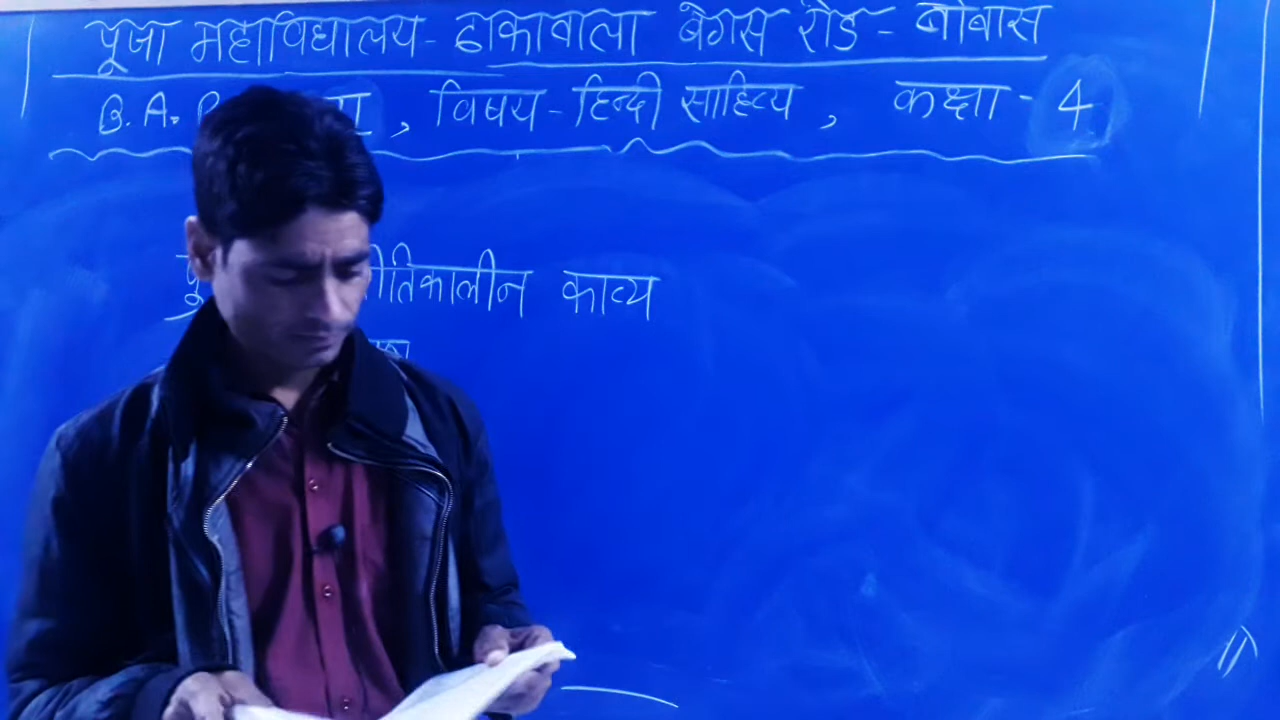 पूजा महाविद्यालय - ढाकावाला बेगस रोड - बोबास
B. A. , विषय - हिन्दी साहित्य , कक्षा - 4
रीतिकालीन काव्य